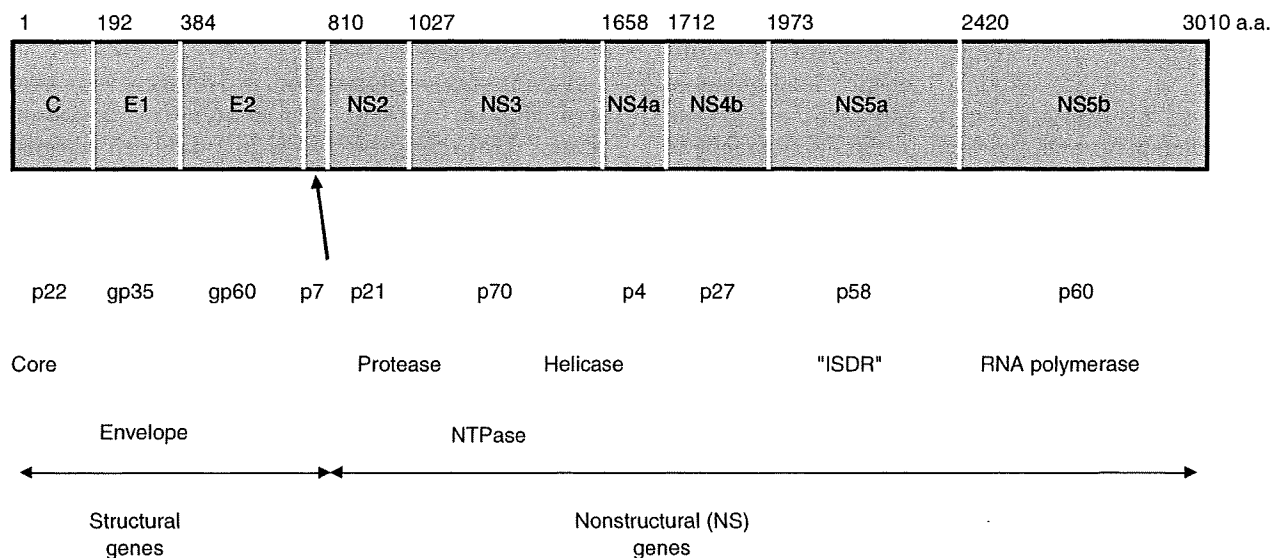 1 192 384 810 1027 1658 1712 1973 2420 3010 a.a.
C E1 E2 NS2 NS3 NS4a NS4b NS5a NS5b
p22 gp35 gp60 p7 p21 p70 p4 p27 p58 p60
Core Protease Helicase "ISDR" RNA polymerase
Envelope NTPase
Structural Nonstructural (NS)
genes genes